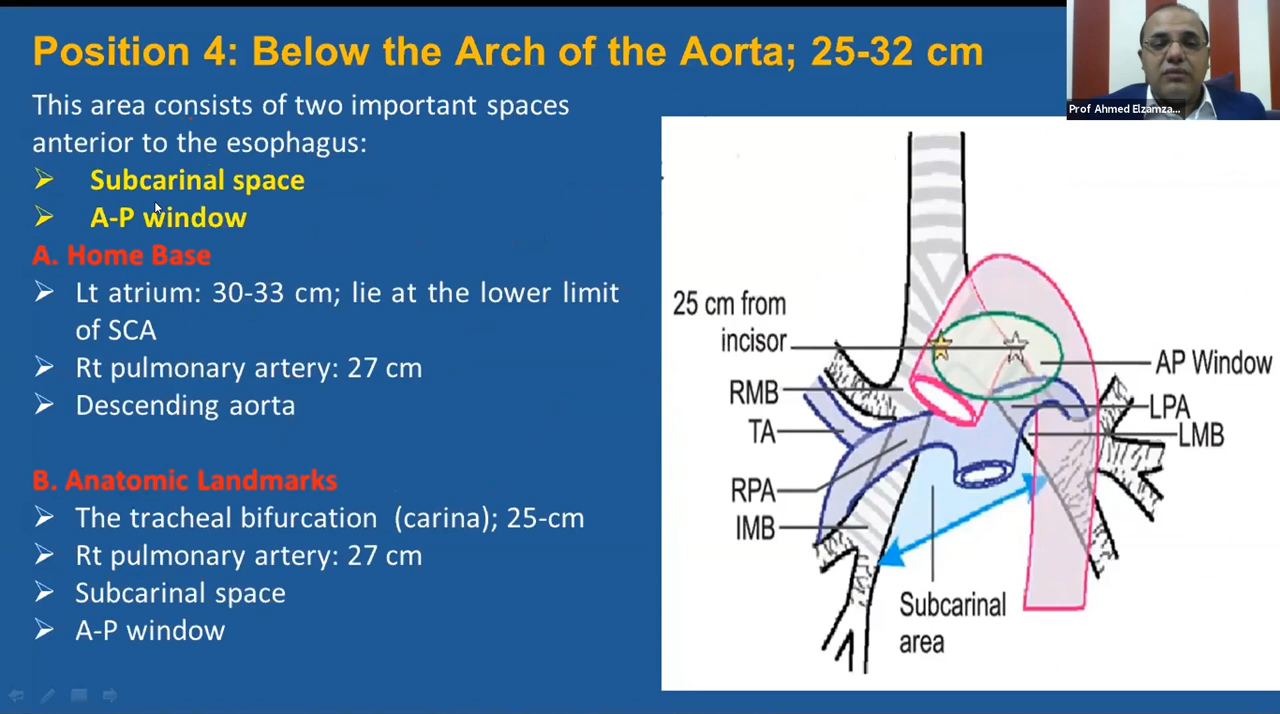 Position 4: Below the Arch of the Aorta; 25-32 cm
Prof Ahmed Elzamza...
This area consists of two important spaces
anterior to the esophagus:
➢ Subcarinal space
➢ A-P window
A. Home Base
➢ Lt atrium: 30-33 cm; lie at the lower limit
of SCA
➢ Rt pulmonary artery: 27 cm
➢ Descending aorta
B. Anatomic Landmarks
➢ The tracheal bifurcation (carina); 25-cm
➢ Rt pulmonary artery: 27 cm
➢ Subcarinal space
➢ A-P window
25 cm from
incisor
AP Window
RMB
LPA
TA
LMB
RPA
IMB
Subcarinal
area